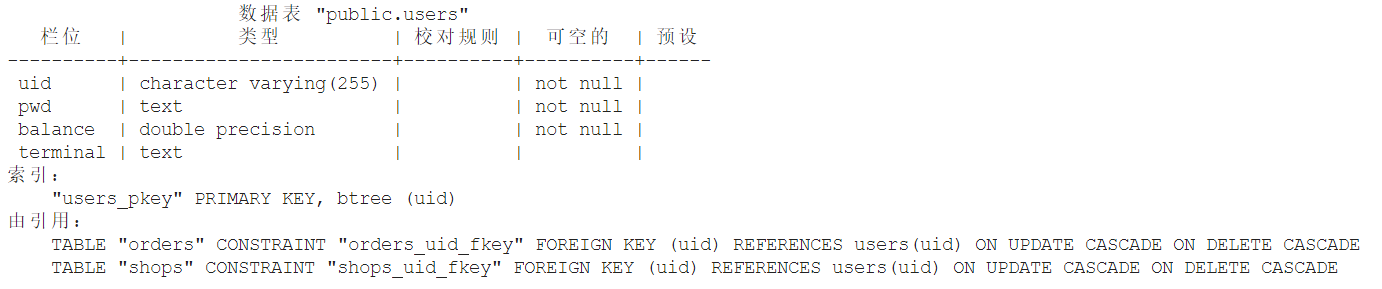 数据表 "public.users"
栏位 | 类型 | 校对规则 | 可空的 | 预设
----------+------------------------+----------+----------+------
uid | character varying(255) | | not null |
pwd | text | | not null |
balance | double precision | | not null |
terminal | text | | |
索引:
"users_pkey" PRIMARY KEY, btree (uid)
由引用:
TABLE "orders" CONSTRAINT "orders_uid_fkey" FOREIGN KEY (uid) REFERENCES users(uid) ON UPDATE CASCADE ON DELETE CASCADE
TABLE "shops" CONSTRAINT "shops_uid_fkey" FOREIGN KEY (uid) REFERENCES users(uid) ON UPDATE CASCADE ON DELETE CASCADE